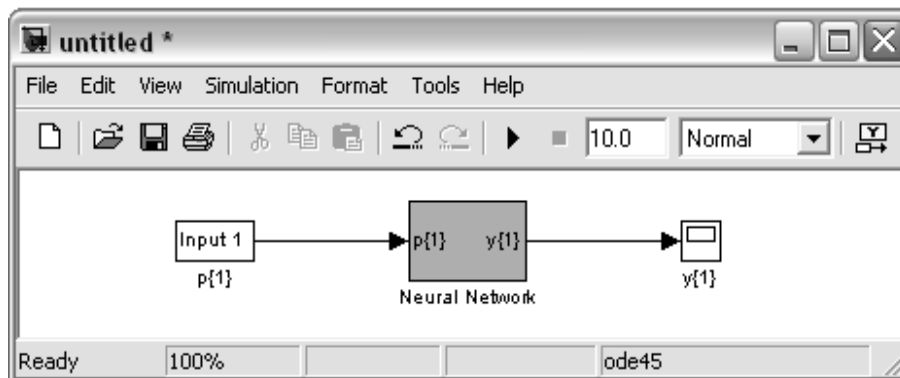 untitled *
File Edit View Simulation Format Tools Help
10.0 Normal
Input 1 p{1} y{1}
p{1} Neural Network y{1}
Ready 100% ode45